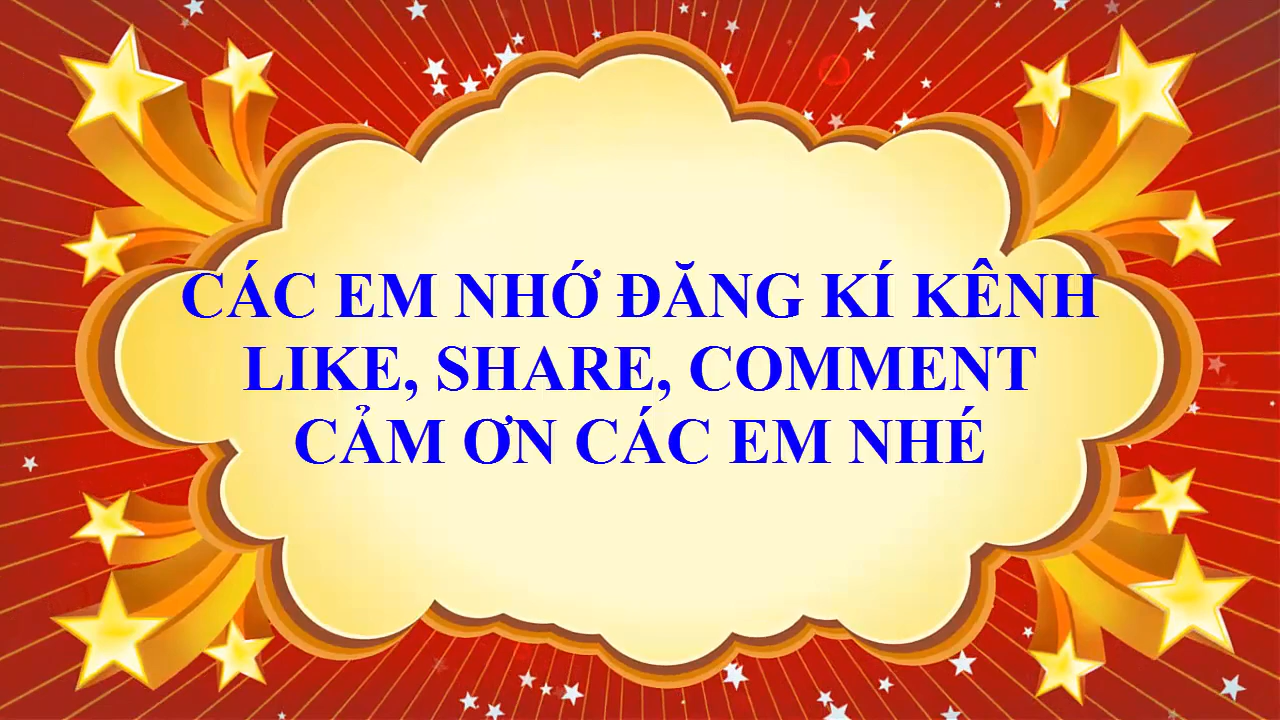 CÁC EM NHỚ ĐĂNG KÍ KÊNH
LIKE, SHARE, COMMENT
CẢM ƠN CÁC EM NHÉ